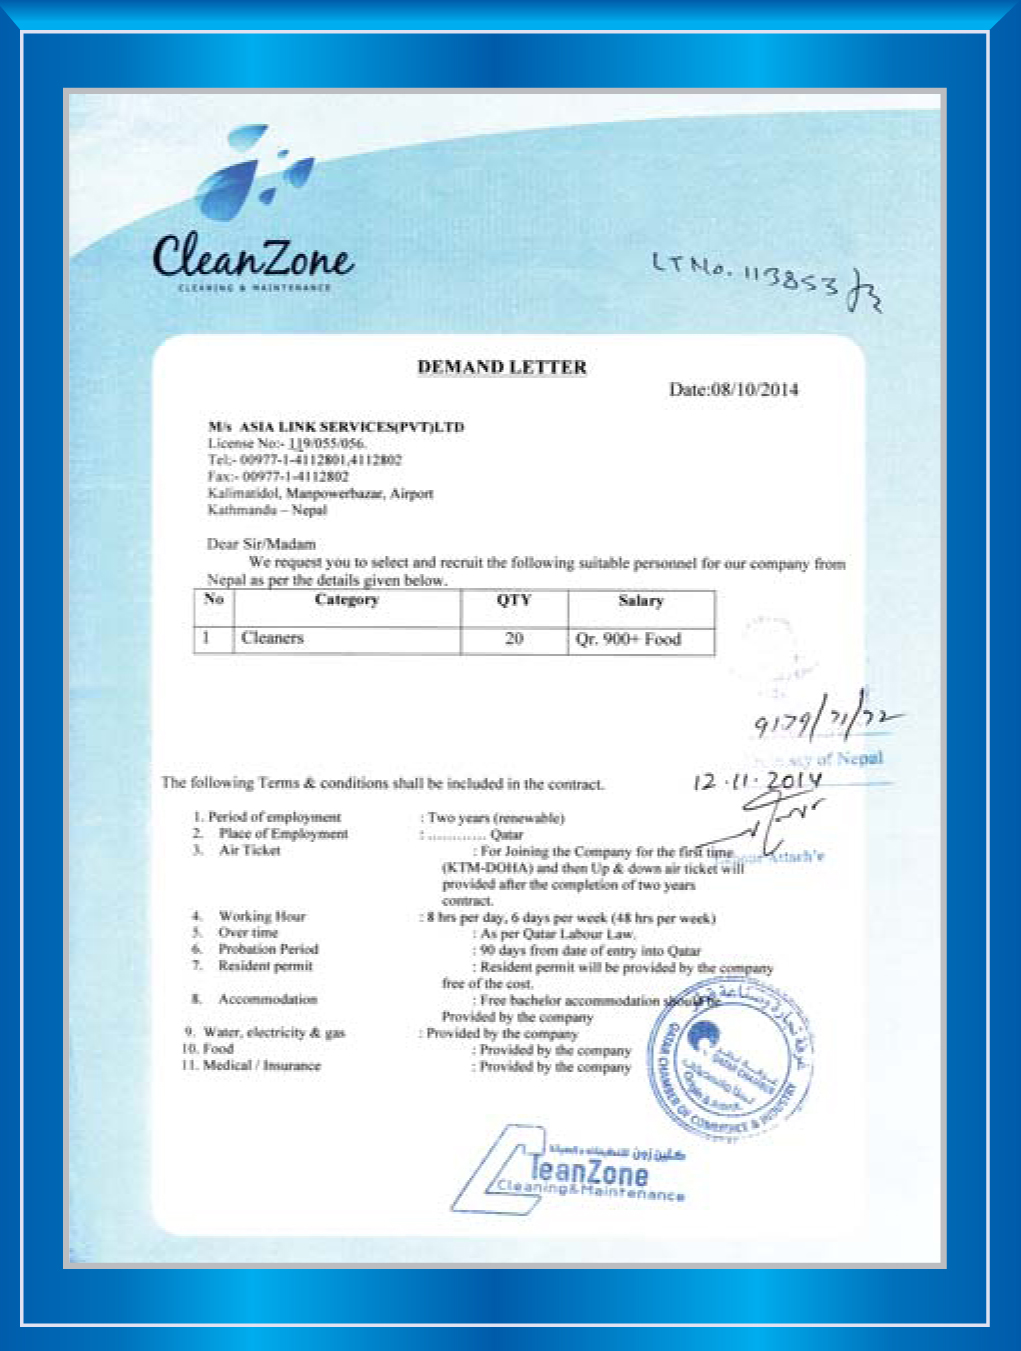 CleanZone
CLEANING & MAINTENANCE
LT No. 113853
DEMAND LETTER
Date:08/10/2014
M/s ASIA LINK SERVICES(PVT)LTD
License No:- 119/055/056.
Tel:- 00977-1-4112801,4112802
Fax:- 00977-1-4112802
Kalimatidol, Manpowerbazar, Airport
Kathmandu – Nepal
Dear Sir/Madam
We request you to select and recruit the following suitable personnel for our company from
Nepal as per the details given below.
No Category QTY Salary
1 Cleaners 20 Qr. 900+ Food
9179/71/72
of Nepal
The following Terms & conditions shall be included in the contract.
12.11.2014
1. Period of employment : Two years (renewable)
2. Place of Employment : ............. Qatar
3. Air Ticket : For Joining the Company for the first time
(KTM-DOHA) and then Up & down air ticket will
provided after the completion of two years
contract.
Attach'e
4. Working Hour : 8 hrs per day, 6 days per week (48 hrs per week)
5. Over time : As per Qatar Labour Law.
6. Probation Period : 90 days from date of entry into Qatar
7. Resident permit : Resident permit will be provided by the company
free of the cost.
8. Accommodation : Free bachelor accommodation should be
Provided by the company
9. Water, electricity & gas : Provided by the company
10. Food : Provided by the company
11. Medical / Insurance : Provided by the company
غرفة تجارة وصناعة قطر
QATAR CHAMBER
QATAR CHAMBER OF COMMERCE & INDUSTRY
كلين زون
CleanZone
Cleaning&Maintenance